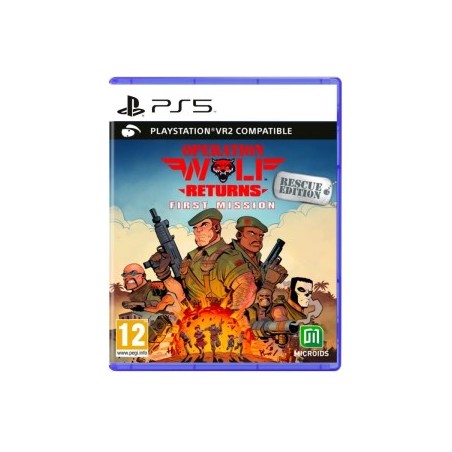 PS5
PLAYSTATION®VR2 COMPATIBLE
OPERATION
WOLF
RETURNS
FIRST MISSION
RESCUE
EDITION
12
www.pegi.info
MICROIDS